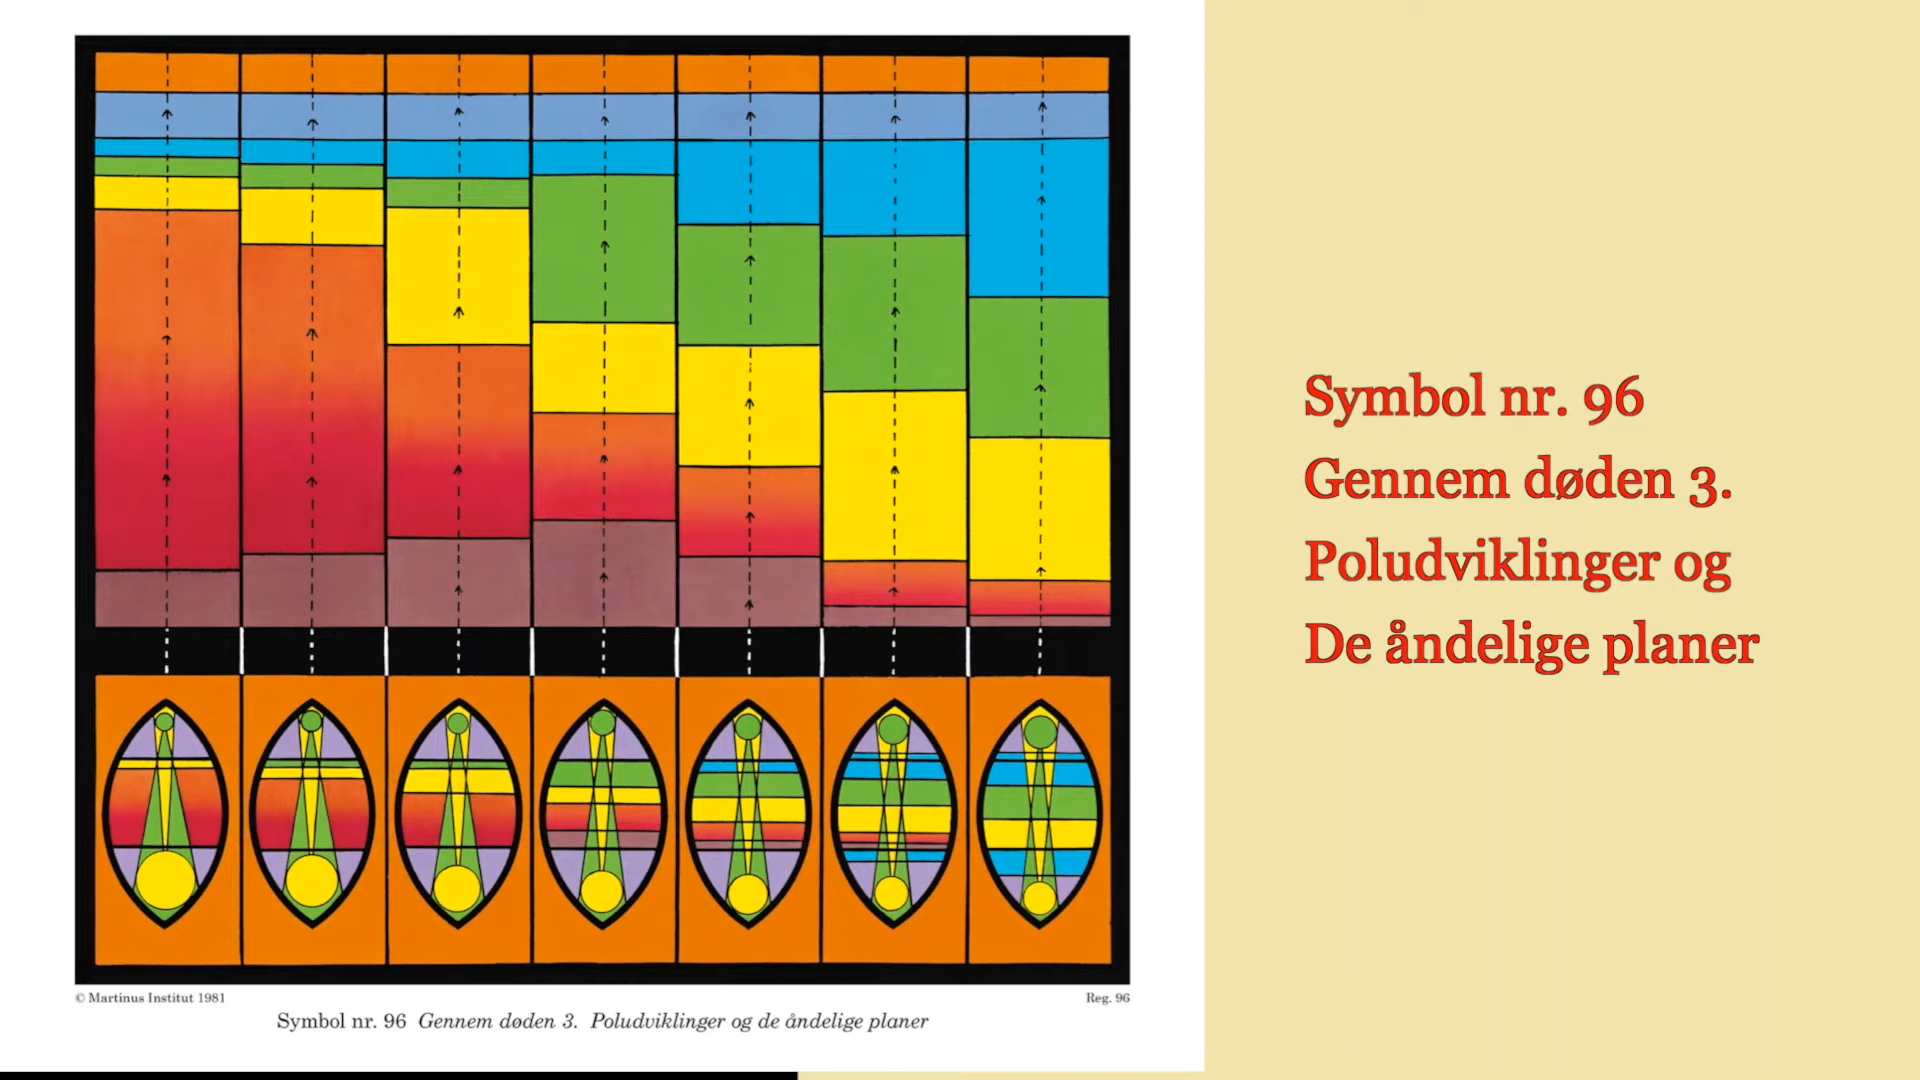 Symbol nr. 96
Gennem døden 3.
Poludviklinger og
De åndelige planer
© Martinus Institut 1981
Reg. 96
Symbol nr. 96 Gennem døden 3. Poludviklinger og de åndelige planer